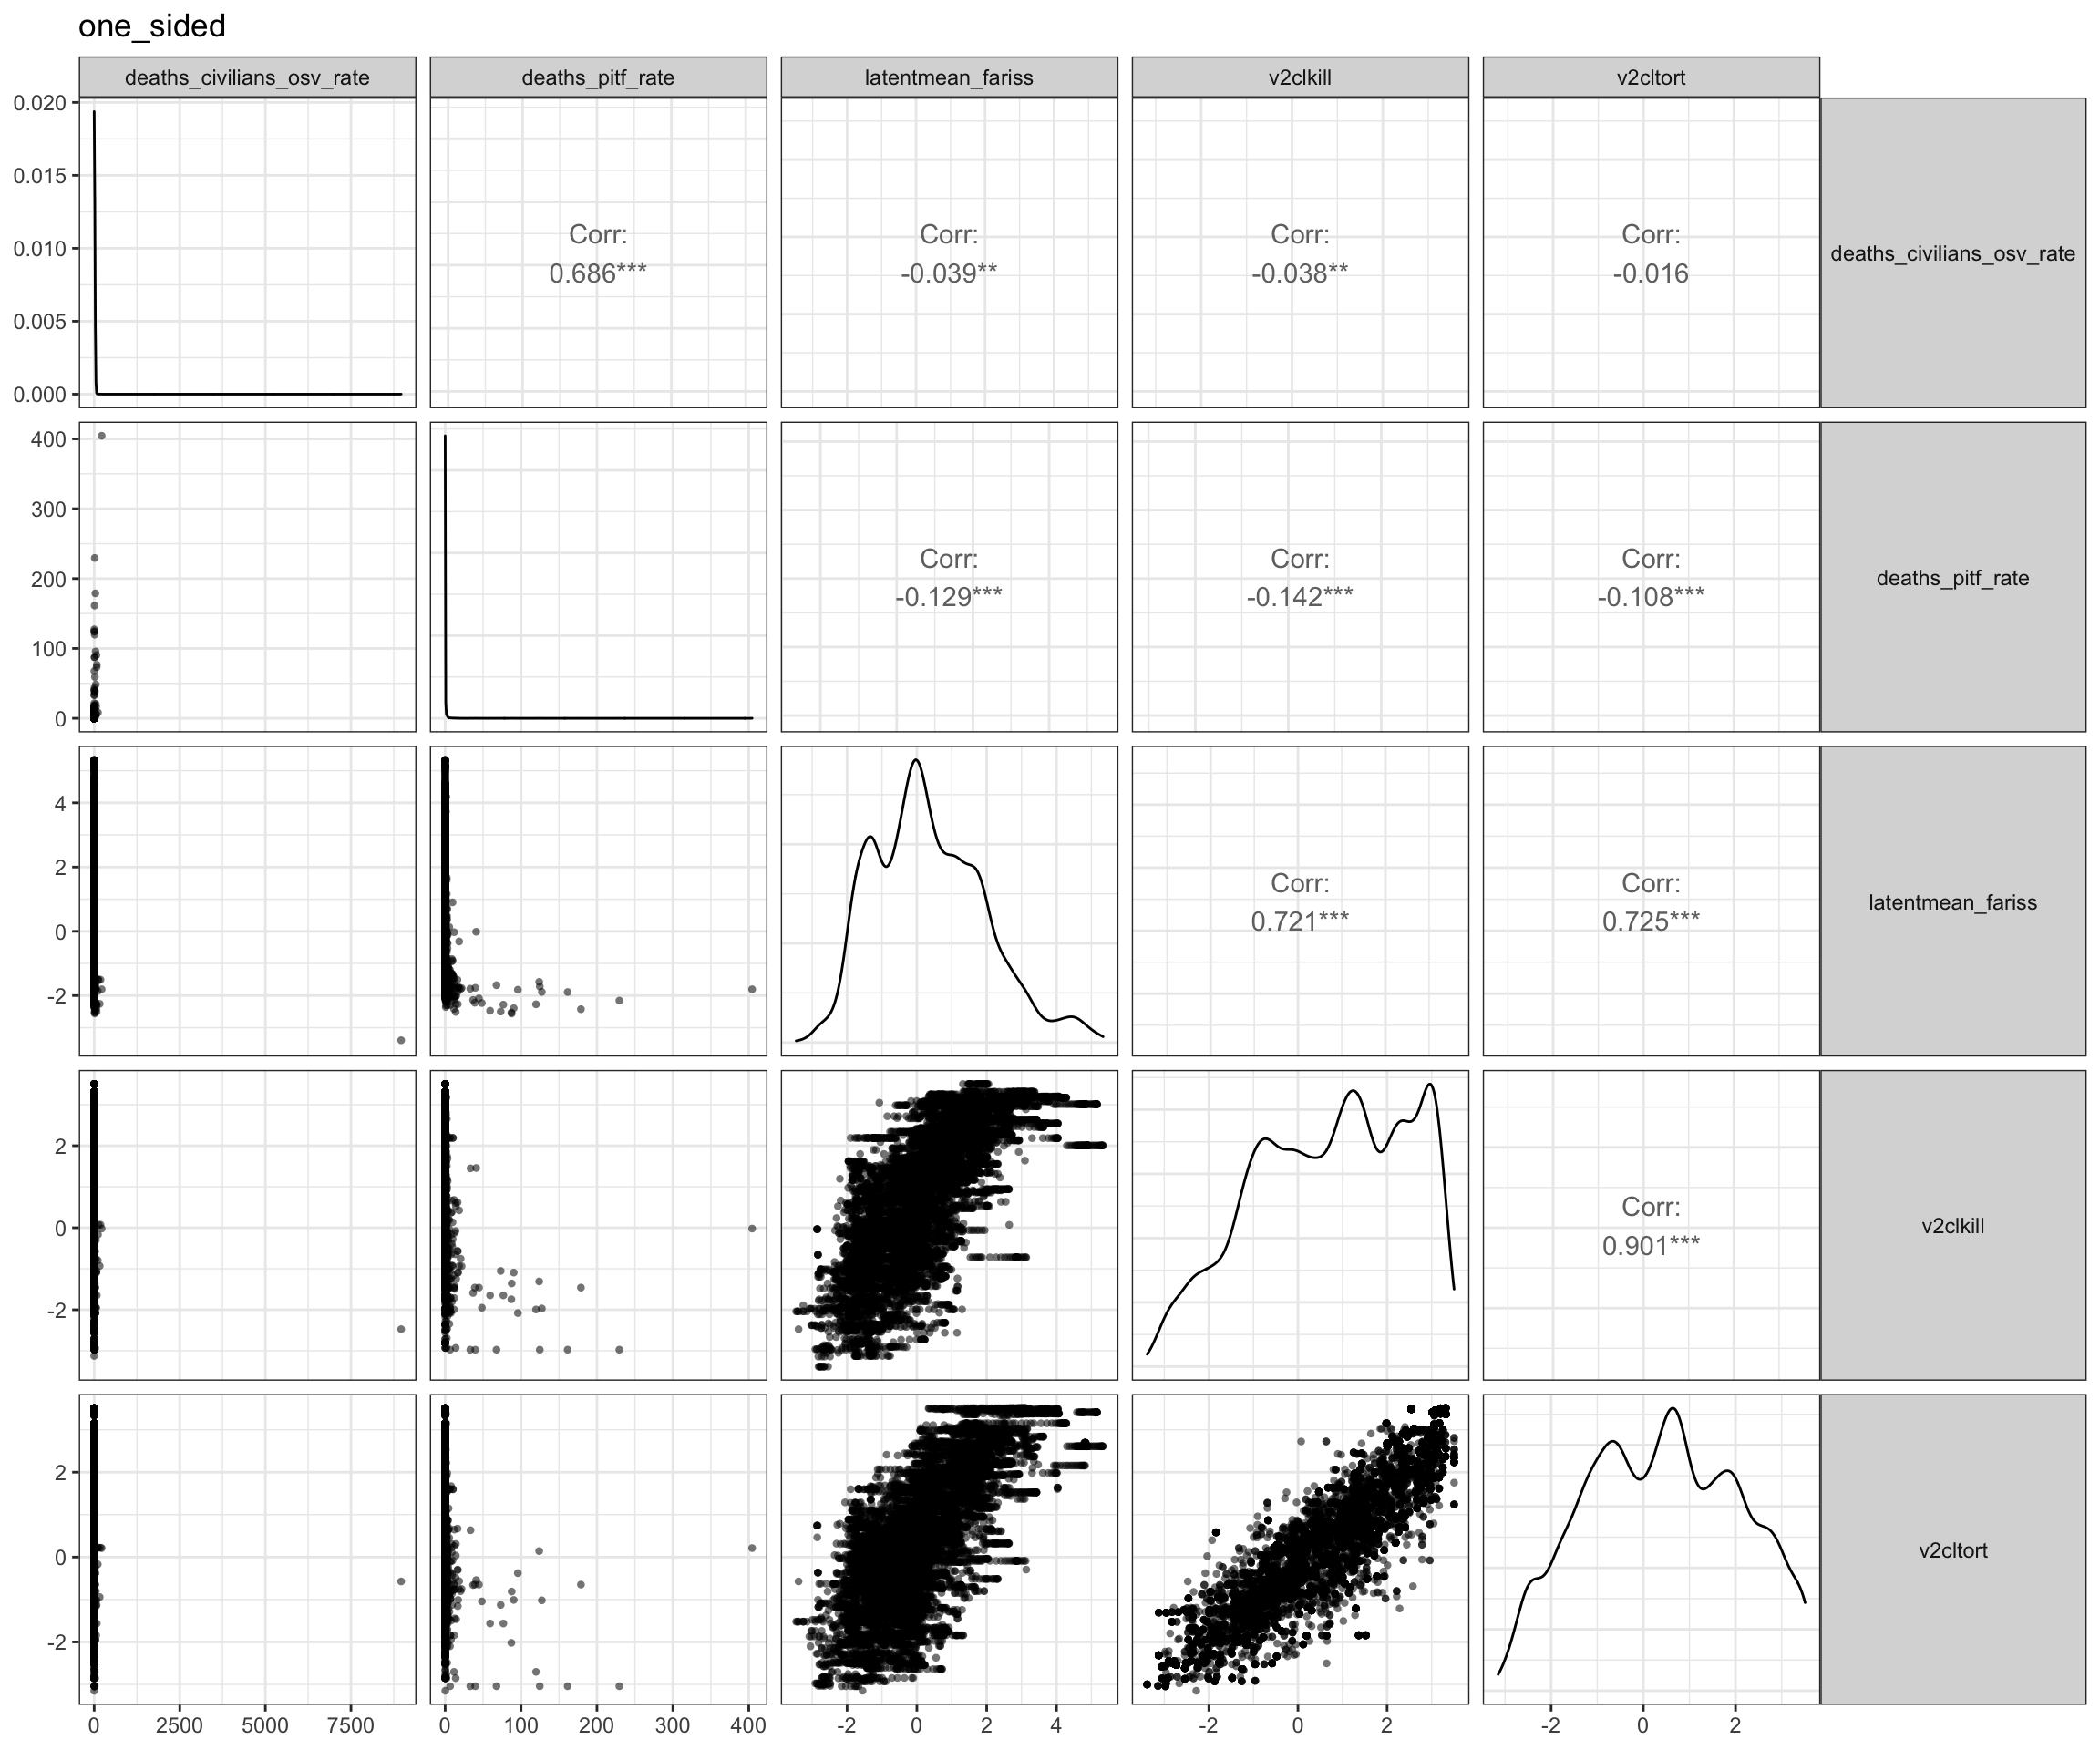 one_sided
deaths_civilians_osv_rate deaths_pitf_rate latentmean_fariss v2clkill v2cltort
0.020
0.015
0.010
0.005
0.000
Corr:
0.686***
Corr:
-0.039**
Corr:
-0.038**
Corr:
-0.016
deaths_civilians_osv_rate
400
300
200
100
0
Corr:
-0.129***
Corr:
-0.142***
Corr:
-0.108***
deaths_pitf_rate
4
2
0
-2
Corr:
0.721***
Corr:
0.725***
latentmean_fariss
2
0
-2
Corr:
0.901***
v2clkill
2
0
-2
v2cltort
0 2500 5000 7500 0 100 200 300 400 -2 0 2 4 -2 0 2 -2 0 2